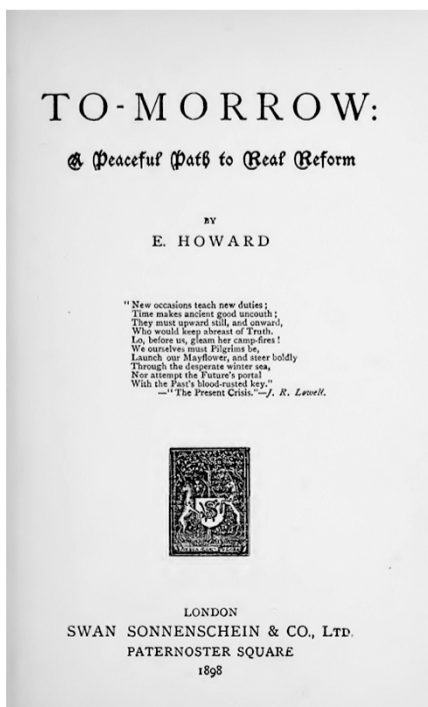 TO-MORROW:
A Peaceful Path to Real Reform
BY
E. HOWARD
"New occasions teach new duties;
Time makes ancient good uncouth;
They must upward still, and onward,
Who would keep abreast of Truth.
Lo, before us, gleam her camp-fires!
We ourselves must Pilgrims be,
Launch our Mayflower, and steer boldly
Through the desperate winter sea,
Nor attempt the Future's portal
With the Past's blood-rusted key."
—"The Present Crisis."—J. R. Lowell.
LONDON
SWAN SONNENSCHEIN & CO., LTD.
PATERNOSTER SQUARE
1898